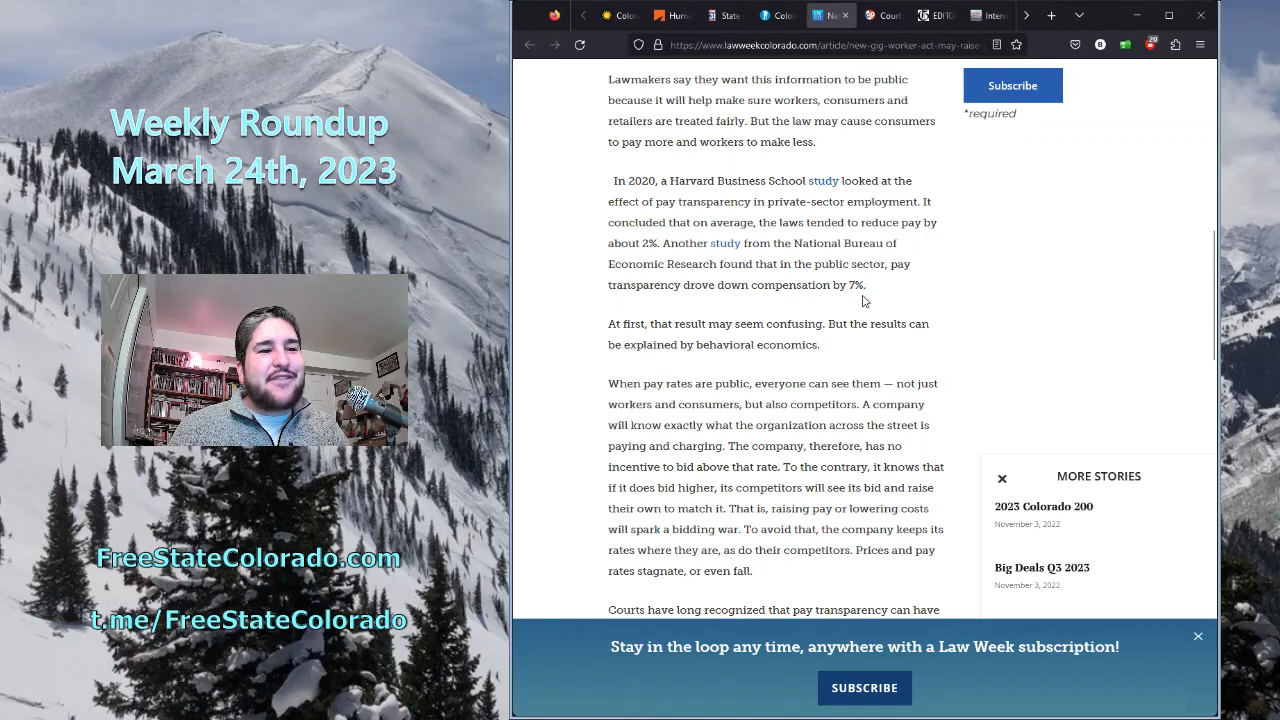 Weekly Roundup
March 24th, 2023
FreeStateColorado.com
t.me/FreeStateColorado
Colora
Huma
State
Color
Ne
Court
EDITO
Interv
https://www.lawweekcolorado.com/article/new-gig-worker-act-may-raise-
20
Lawmakers say they want this information to be public
because it will help make sure workers, consumers and
retailers are treated fairly. But the law may cause consumers
to pay more and workers to make less.
In 2020, a Harvard Business School study looked at the
effect of pay transparency in private-sector employment. It
concluded that on average, the laws tended to reduce pay by
about 2%. Another study from the National Bureau of
Economic Research found that in the public sector, pay
transparency drove down compensation by 7%.
At first, that result may seem confusing. But the results can
be explained by behavioral economics.
When pay rates are public, everyone can see them — not just
workers and consumers, but also competitors. A company
will know exactly what the organization across the street is
paying and charging. The company, therefore, has no
incentive to bid above that rate. To the contrary, it knows that
if it does bid higher, its competitors will see its bid and raise
their own to match it. That is, raising pay or lowering costs
will spark a bidding war. To avoid that, the company keeps its
rates where they are, as do their competitors. Prices and pay
rates stagnate, or even fall.
Courts have long recognized that pay transparency can have
Subscribe
*required
MORE STORIES
2023 Colorado 200
November 3, 2022
Big Deals Q3 2023
November 3, 2022
Stay in the loop any time, anywhere with a Law Week subscription!
SUBSCRIBE